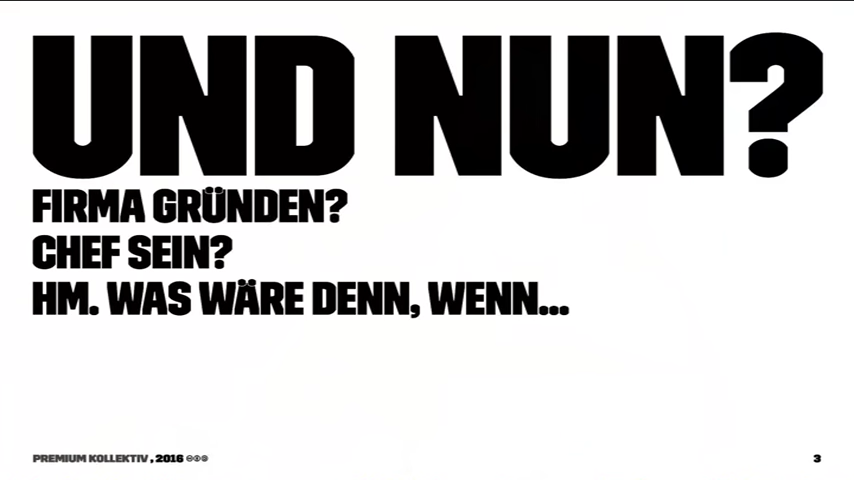 UND NUN?
FIRMA GRÜNDEN?
CHEF SEIN?
HM. WAS WÄRE DENN, WENN...
PREMIUM KOLLEKTIV, 2016
3